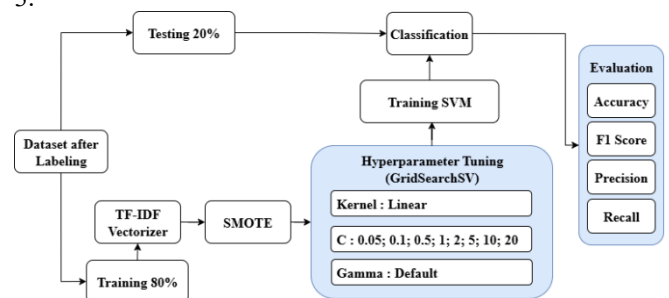 3.
Testing 20%
Classification
Evaluation
Accuracy
F1 Score
Precision
Recall
Training SVM
Dataset after
Labeling
Hyperparameter Tuning
(GridSearchSV)
Kernel : Linear
C : 0.05; 0.1; 0.5; 1; 2; 5; 10; 20
Gamma : Default
TF-IDF
Vectorizer
SMOTE
Training 80%